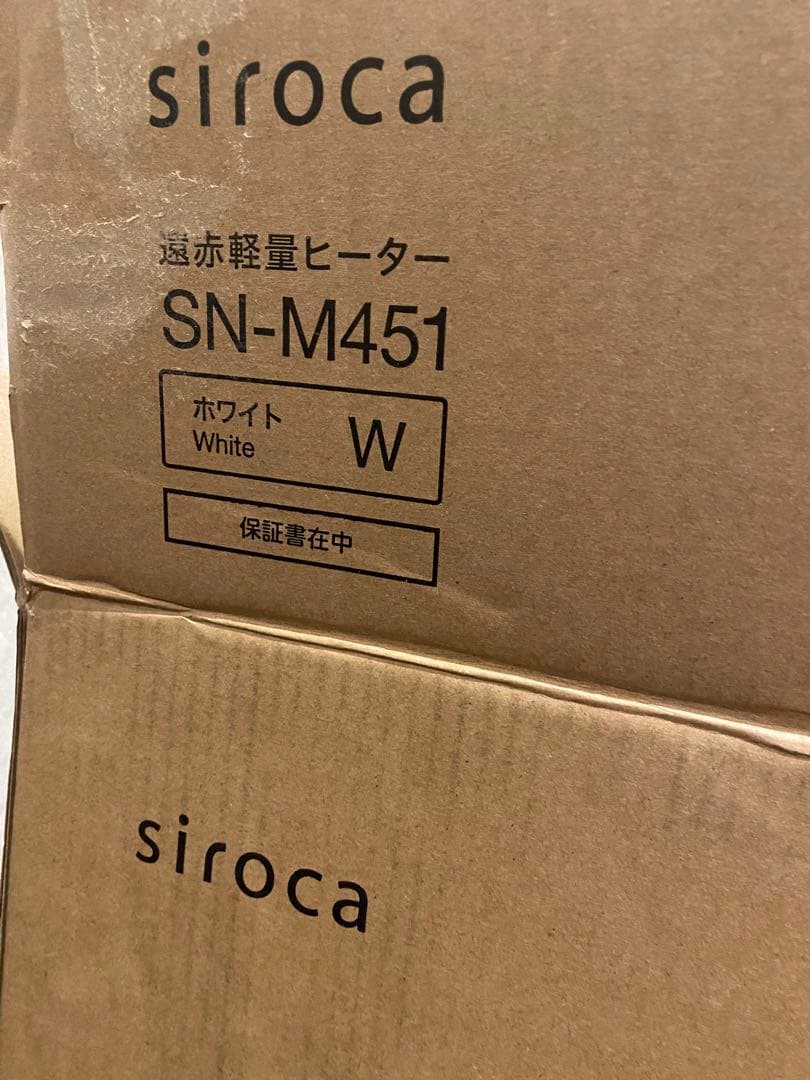 siroca
遠赤軽量ヒーター
SN-M451
ホワイト
White
W
保証書在中
siroca